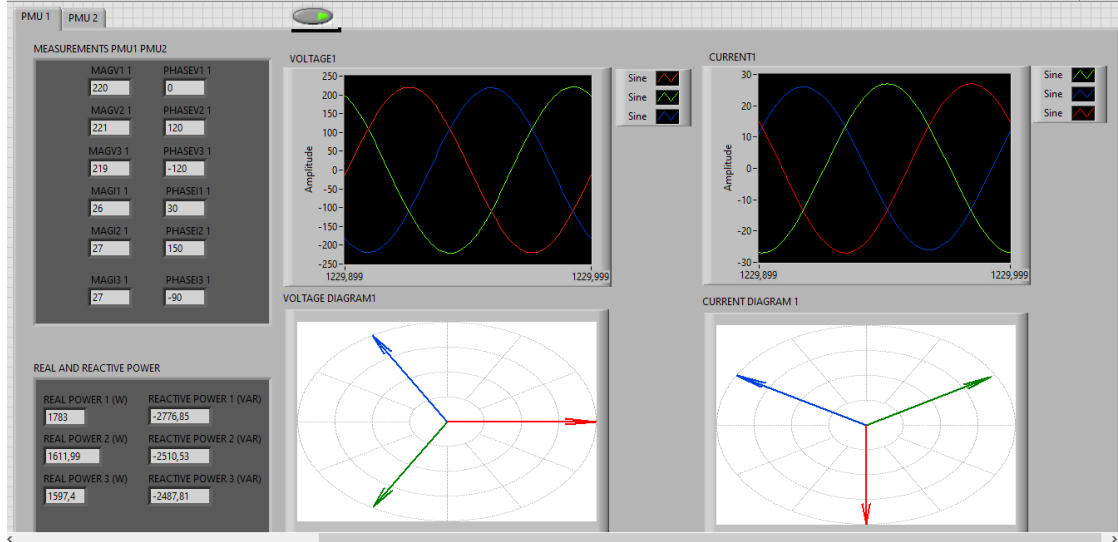 PMU 1 PMU 2
MEASUREMENTS PMU1 PMU2
MAGV1 1 PHASEV1 1
220 0
MAGV2 1 PHASEV2 1
221 120
MAGV3 1 PHASEV3 1
219 -120
MAGI1 1 PHASEI1 1
26 30
MAGI2 1 PHASEI2 1
27 150
MAGI3 1 PHASEI3 1
27 -90
VOLTAGE1
Sine
Sine
Sine
Amplitude
250
200
150
100
50
0
-50
-100
-150
-200
-250
1229,899 1229,999
CURRENT1
Sine
Sine
Sine
Amplitude
30
20
10
0
-10
-20
-30
1229,899 1229,999
VOLTAGE DIAGRAM1
CURRENT DIAGRAM 1
REAL AND REACTIVE POWER
REAL POWER 1 (W) REACTIVE POWER 1 (VAR)
1783 -2776,85
REAL POWER 2 (W) REACTIVE POWER 2 (VAR)
1611,99 -2510,53
REAL POWER 3 (W) REACTIVE POWER 3 (VAR)
1597,4 -2487,81